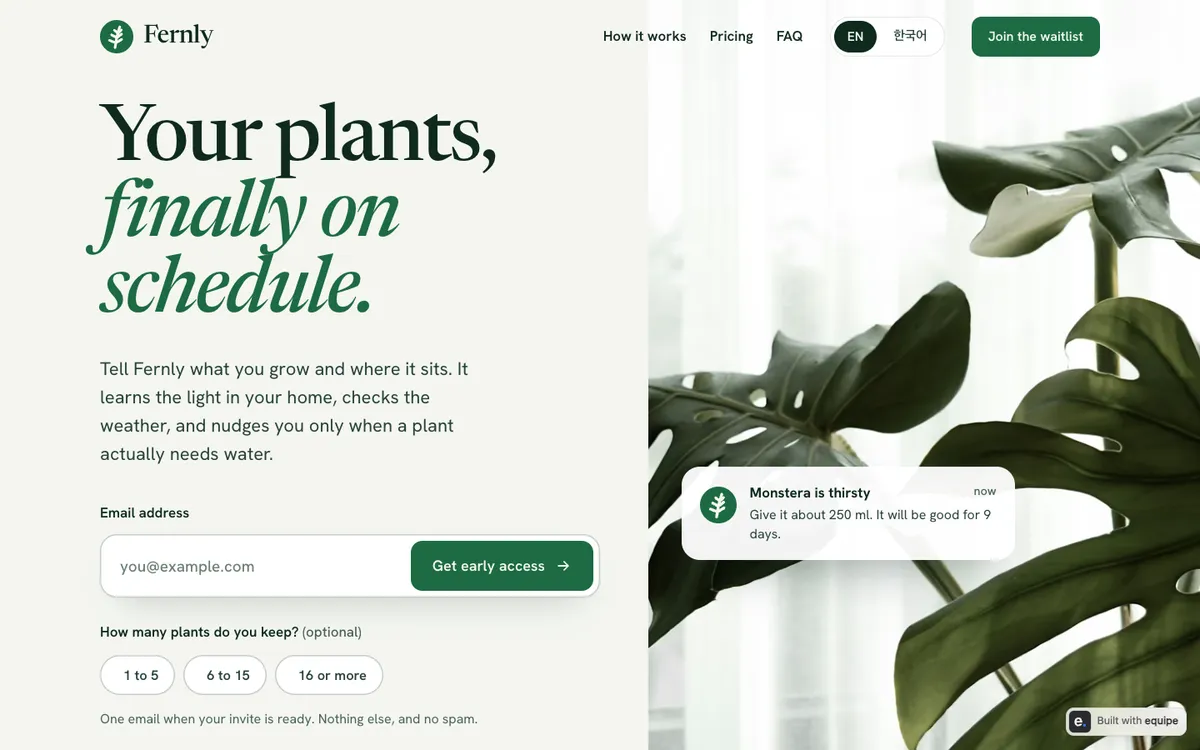 Fernly
How it works
Pricing
FAQ
EN
한국어
Join the waitlist
Your plants,
finally on
schedule.
Tell Fernly what you grow and where it sits. It
learns the light in your home, checks the
weather, and nudges you only when a plant
actually needs water.
Email address
you@example.com
Get early access →
How many plants do you keep? (optional)
1 to 5
6 to 15
16 or more
One email when your invite is ready. Nothing else, and no spam.
Monstera is thirsty
now
Give it about 250 ml. It will be good for 9
days.
e. Built with equipe